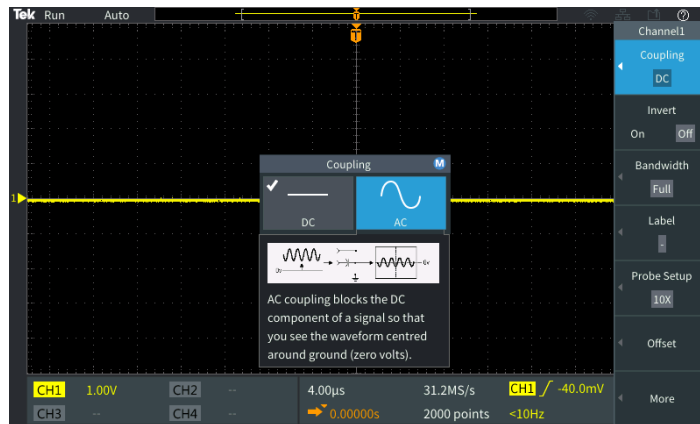 Tek Run Auto
T
Channel1
Coupling
DC
Invert
On Off
Bandwidth
Full
Label
-
Probe Setup
10X
Offset
More
1
Coupling M
DC AC
0v 0v
AC coupling blocks the DC
component of a signal so that
you see the waveform centred
around ground (zero volts).
CH1 1.00V CH2 -- 4.00µs 31.2MS/s CH1 -40.0mV
CH3 -- CH4 -- 0.00000s 2000 points <10Hz